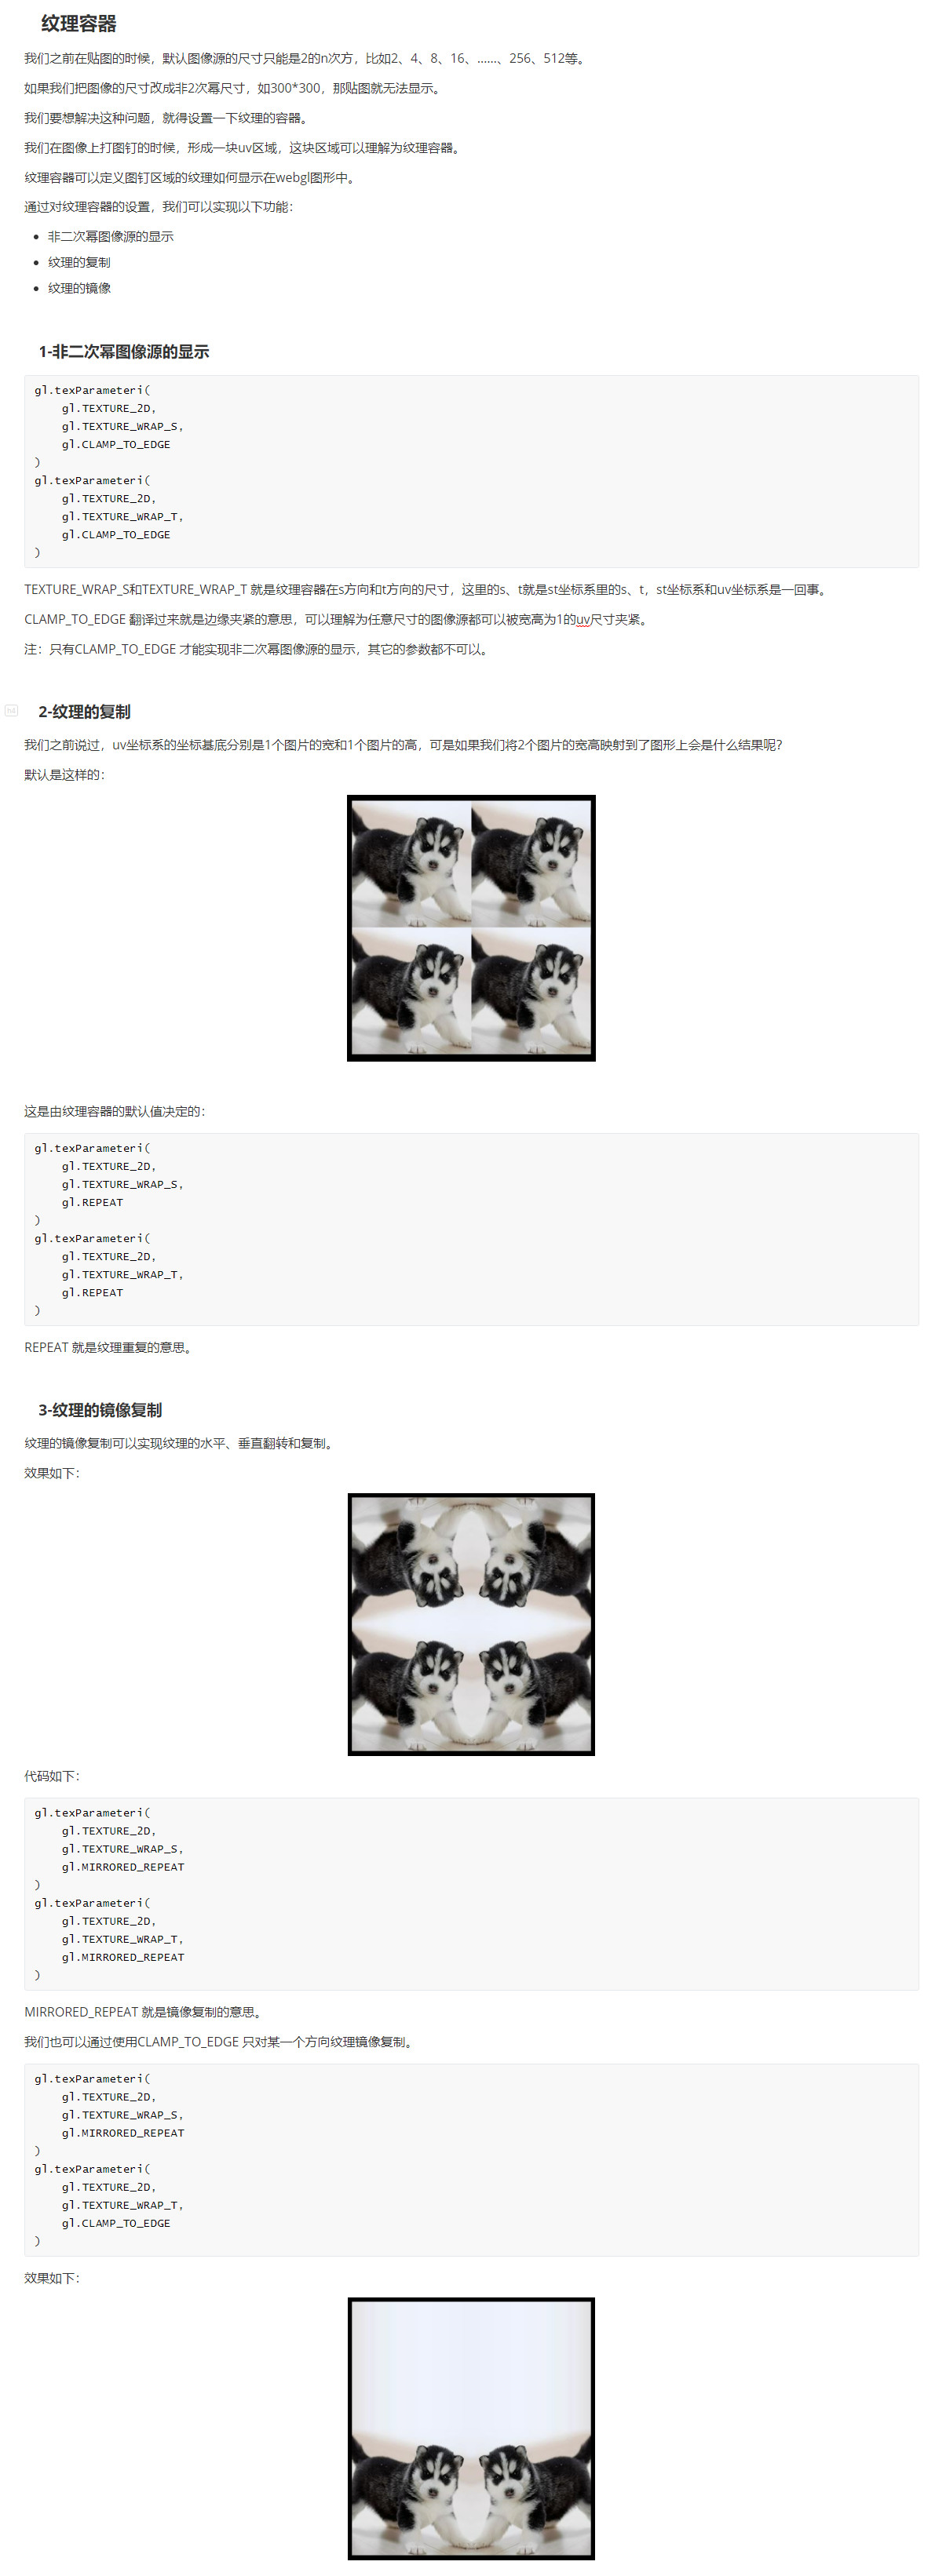 纹理容器
我们之前在贴图的时候，默认图像源的尺寸只能是2的n次方，比如2、4、8、16、……、256、512等。
如果我们把图像的尺寸改成非2次幂尺寸，如300*300，那贴图就无法显示。
我们要想解决这种问题，就得设置一下纹理的容器。
我们在图像上打图钉的时候，形成一块uv区域，这块区域可以理解为纹理容器。
纹理容器可以定义图钉区域的纹理如何显示在webgl图形中。
通过对纹理容器的设置，我们可以实现以下功能：
• 非二次幂图像源的显示
• 纹理的复制
• 纹理的镜像
1-非二次幂图像源的显示
gl.texParameteri(
    gl.TEXTURE_2D,
    gl.TEXTURE_WRAP_S,
    gl.CLAMP_TO_EDGE
)
gl.texParameteri(
    gl.TEXTURE_2D,
    gl.TEXTURE_WRAP_T,
    gl.CLAMP_TO_EDGE
)
TEXTURE_WRAP_S和TEXTURE_WRAP_T 就是纹理容器在s方向和t方向的尺寸，这里的s、t就是st坐标系里的s、t，st坐标系和uv坐标系是一回事。
CLAMP_TO_EDGE 翻译过来就是边缘夹紧的意思，可以理解为任意尺寸的图像源都可以被宽高为1的uv尺寸夹紧。
注：只有CLAMP_TO_EDGE 才能实现非二次幂图像源的显示，其它的参数都不可以。
h4
2-纹理的复制
我们之前说过，uv坐标系的坐标基底分别是1个图片的宽和1个图片的高，可是如果我们将2个图片的宽高映射到了图形上会是什么结果呢？
默认是这样的：
这是由纹理容器的默认值决定的：
gl.texParameteri(
    gl.TEXTURE_2D,
    gl.TEXTURE_WRAP_S,
    gl.REPEAT
)
gl.texParameteri(
    gl.TEXTURE_2D,
    gl.TEXTURE_WRAP_T,
    gl.REPEAT
)
REPEAT 就是纹理重复的意思。
3-纹理的镜像复制
纹理的镜像复制可以实现纹理的水平、垂直翻转和复制。
效果如下：
代码如下：
gl.texParameteri(
    gl.TEXTURE_2D,
    gl.TEXTURE_WRAP_S,
    gl.MIRRORED_REPEAT
)
gl.texParameteri(
    gl.TEXTURE_2D,
    gl.TEXTURE_WRAP_T,
    gl.MIRRORED_REPEAT
)
MIRRORED_REPEAT 就是镜像复制的意思。
我们也可以通过使用CLAMP_TO_EDGE 只对某一个方向纹理镜像复制。
gl.texParameteri(
    gl.TEXTURE_2D,
    gl.TEXTURE_WRAP_S,
    gl.MIRRORED_REPEAT
)
gl.texParameteri(
    gl.TEXTURE_2D,
    gl.TEXTURE_WRAP_T,
    gl.CLAMP_TO_EDGE
)
效果如下：